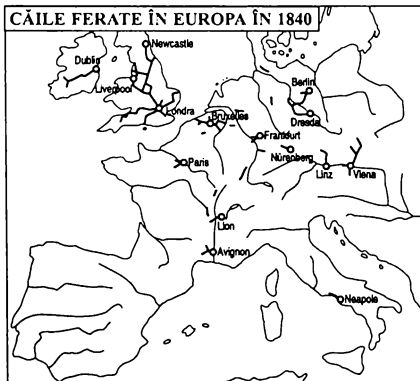 CĂILE FERATE ÎN EUROPA ÎN 1840
Newcastle
Dublin
Liverpool
Londra
Berlin
Dresda
Bruxelles
Frankfurt
Paris
Nürenberg
Linz
Viena
Lion
Avignon
Neapole